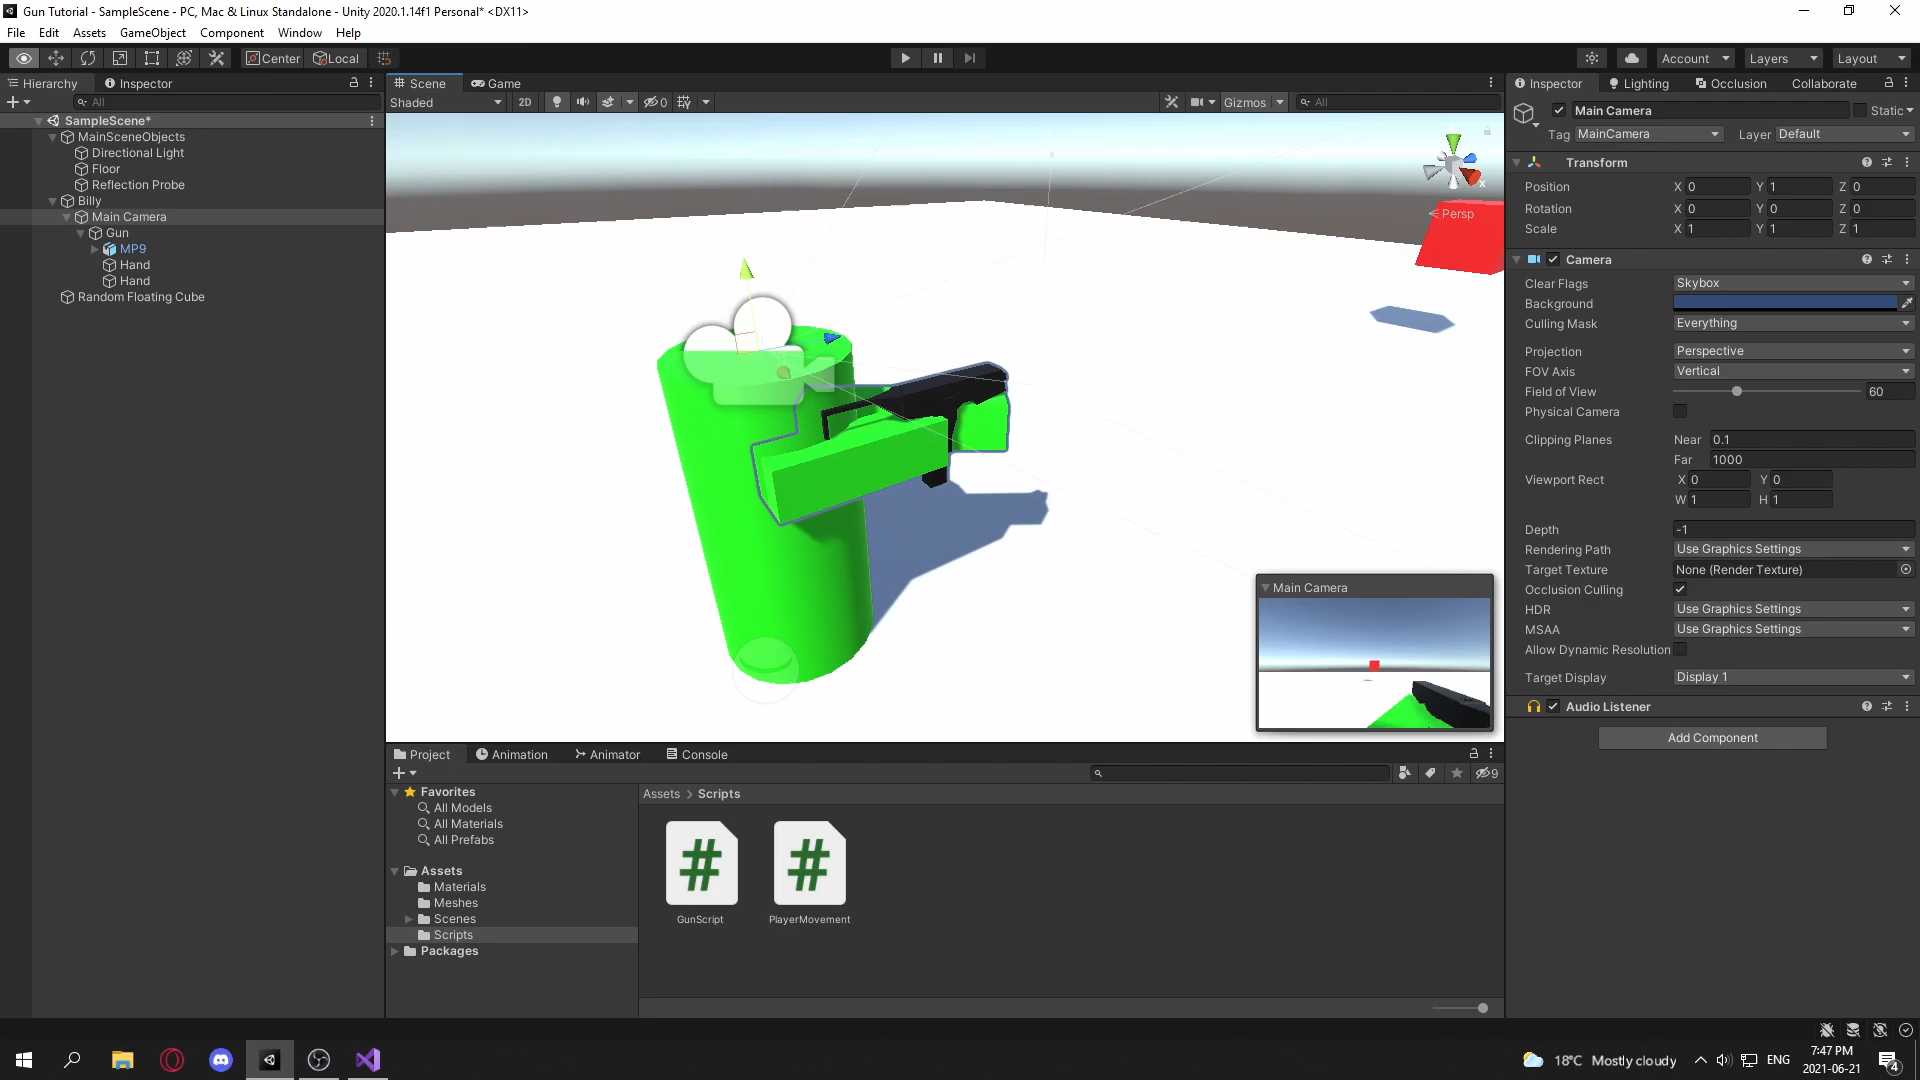 Gun Tutorial - SampleScene - PC, Mac & Linux Standalone - Unity 2020.1.14f1 Personal* <DX11>
File Edit Assets GameObject Component Window Help
Center Local Account Layers Layout
Hierarchy Inspector
All
SampleScene*
MainSceneObjects
Directional Light
Floor
Reflection Probe
Billy
Main Camera
Gun
MP9
Hand
Hand
Random Floating Cube
Scene Game
Shaded 2D 0 Gizmos All
x
Persp
Main Camera
Project Animation Animator Console
9
Favorites
All Models
All Materials
All Prefabs
Assets
Materials
Meshes
Scenes
Scripts
Packages
Assets > Scripts
GunScript PlayerMovement
Inspector Lighting Occlusion Collaborate
Main Camera Static
Tag MainCamera Layer Default
Transform
Position X 0 Y 1 Z 0
Rotation X 0 Y 0 Z 0
Scale X 1 Y 1 Z 1
Camera
Clear Flags Skybox
Background
Culling Mask Everything
Projection Perspective
FOV Axis Vertical
Field of View 60
Physical Camera
Clipping Planes Near 0.1
Far 1000
Viewport Rect X 0 Y 0
W 1 H 1
Depth -1
Rendering Path Use Graphics Settings
Target Texture None (Render Texture)
Occlusion Culling
HDR Use Graphics Settings
MSAA Use Graphics Settings
Allow Dynamic Resolution
Target Display Display 1
Audio Listener
Add Component
18°C Mostly cloudy ENG 7:47 PM
2021-06-21
4